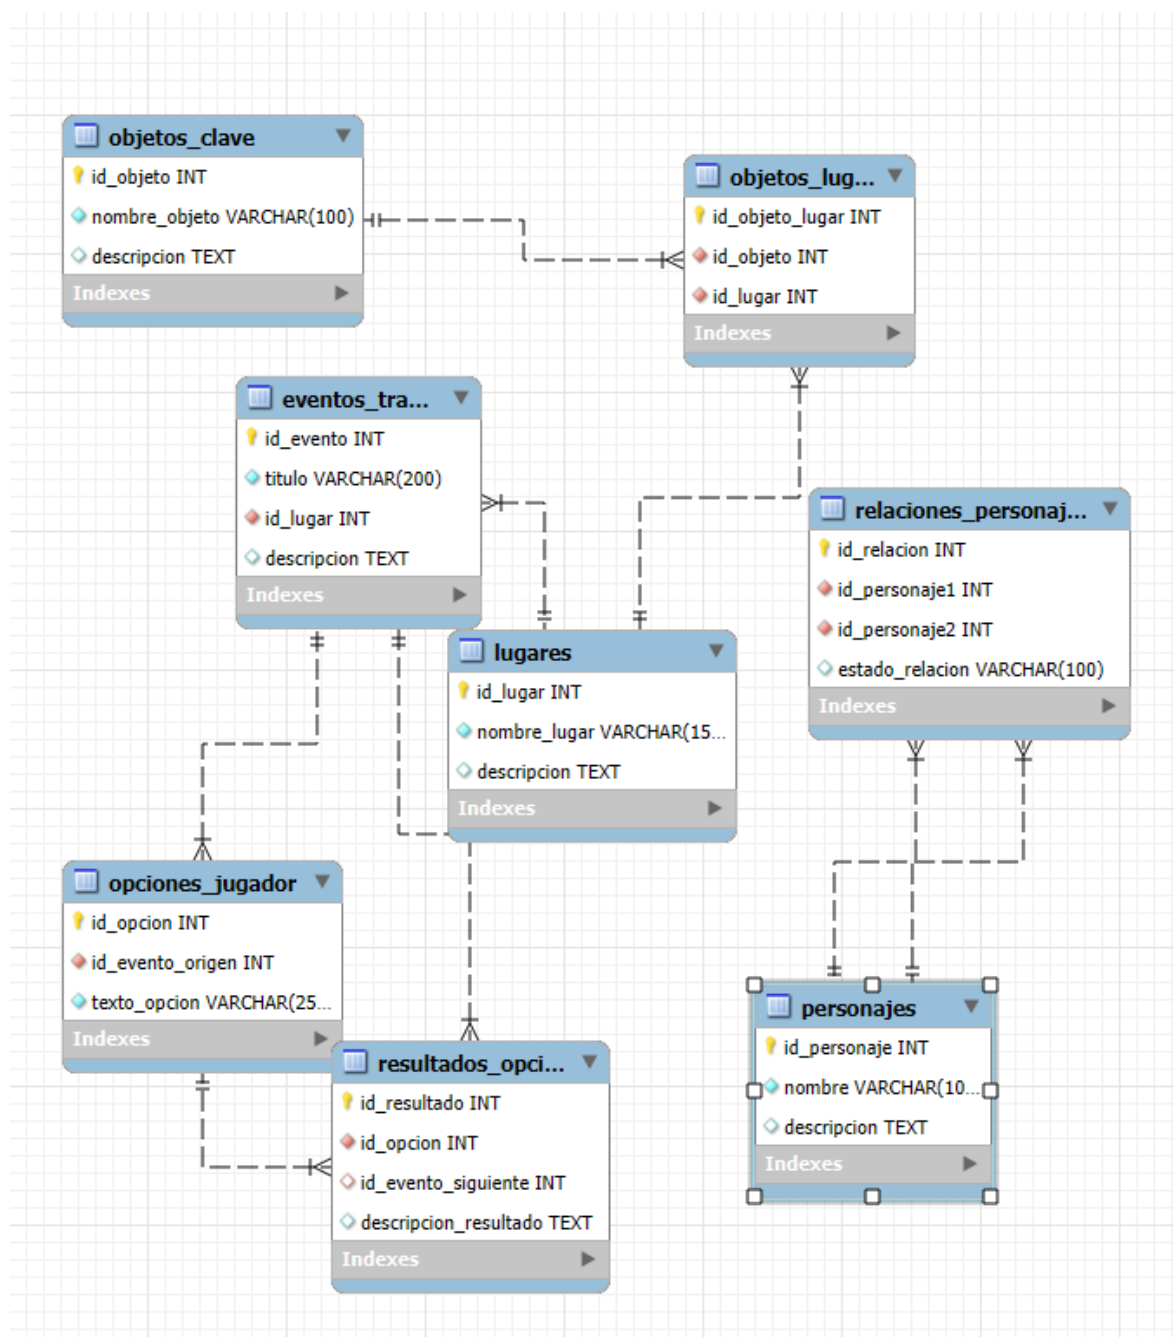 objetos_clave
id_objeto INT
nombre_objeto VARCHAR(100)
descripcion TEXT
Indexes
objetos_lug...
id_objeto_lugar INT
id_objeto INT
id_lugar INT
Indexes
eventos_tra...
id_evento INT
titulo VARCHAR(200)
id_lugar INT
descripcion TEXT
Indexes
relaciones_personaj...
id_relacion INT
id_personaje1 INT
id_personaje2 INT
estado_relacion VARCHAR(100)
Indexes
lugares
id_lugar INT
nombre_lugar VARCHAR(15...
descripcion TEXT
Indexes
opciones_jugador
id_opcion INT
id_evento_origen INT
texto_opcion VARCHAR(25...
Indexes
resultados_opci...
id_resultado INT
id_opcion INT
id_evento_siguiente INT
descripcion_resultado TEXT
Indexes
personajes
id_personaje INT
nombre VARCHAR(10...
descripcion TEXT
Indexes